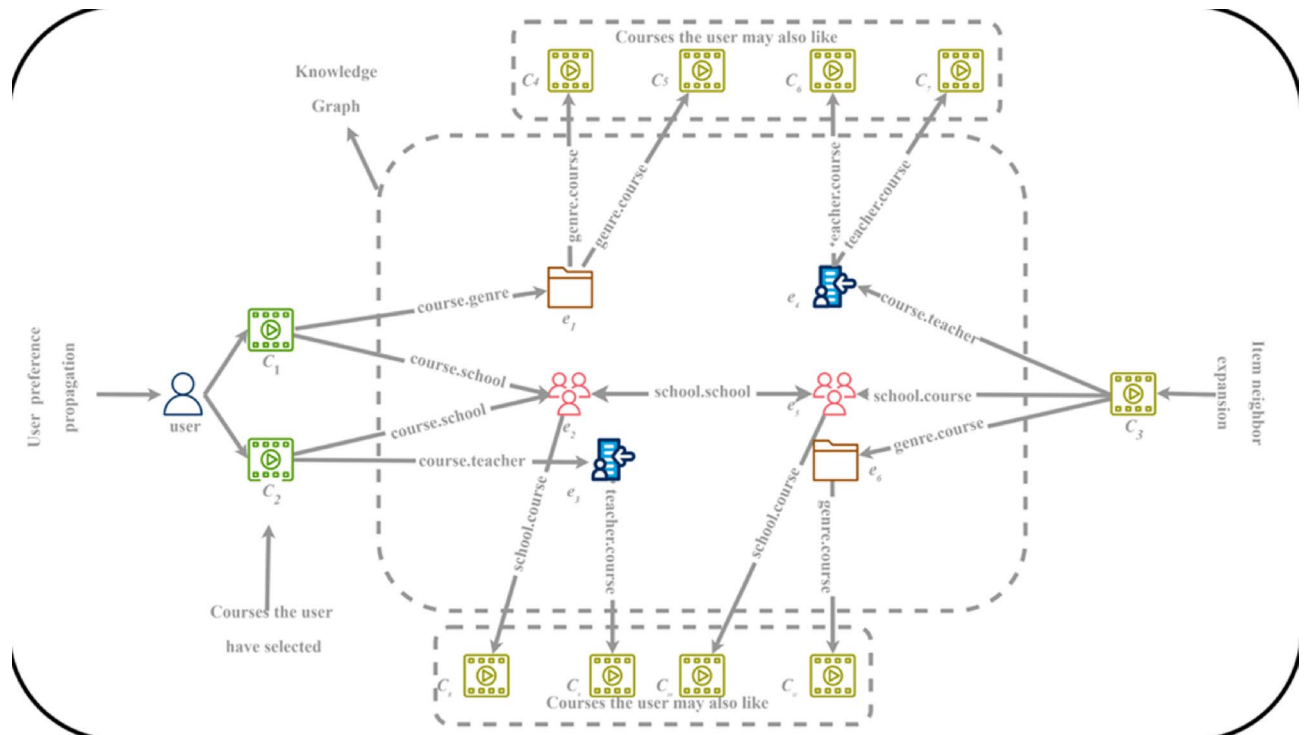 Courses the user may also like
C4
C5
C6
C7
Knowledge
Graph
genre.course
genre.course
eacher.course
teacher.course
course.genre
e1
e4
course.teacher
C1
User preference
propagation
user
course.school
course.school
e2
school.school
e5
school.course
C3
Item neighbor
expansion
genre.course
C2
course.teacher
e3
e6
school.course
teacher.course
school.course
genre.course
Courses the user
have selected
C
C
C
C
Courses the user may also like